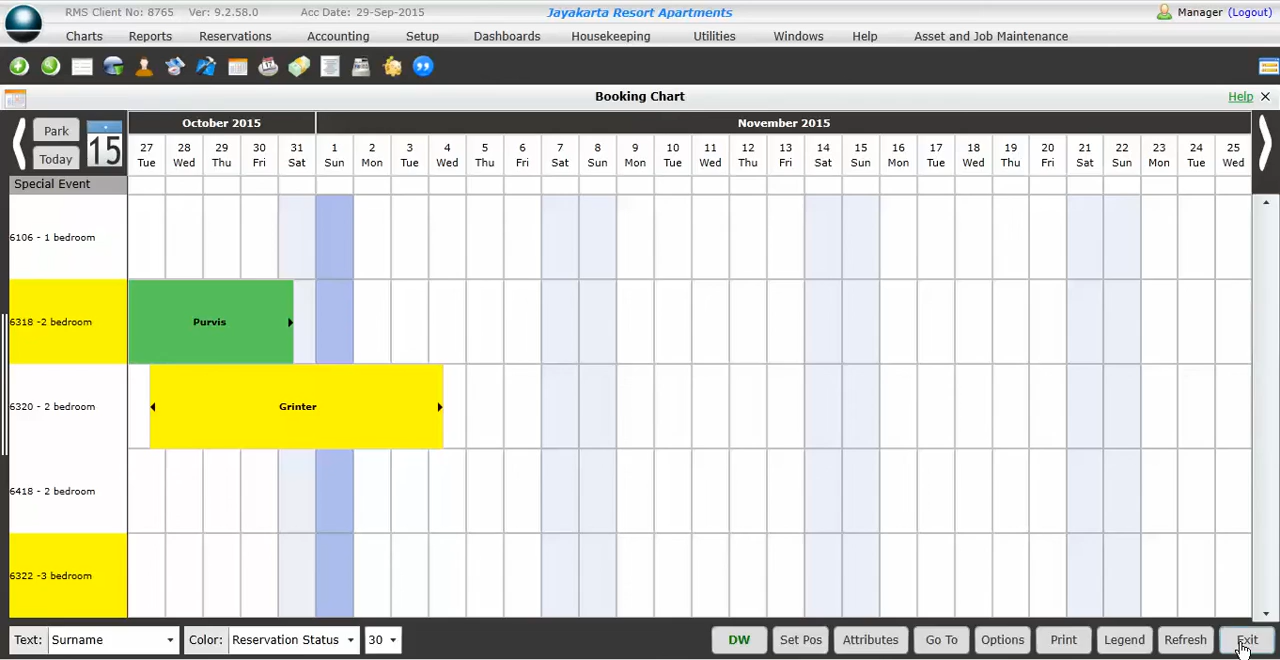 RMS Client No: 8765 Ver: 9.2.58.0 Acc Date: 29-Sep-2015 Jayakarta Resort Apartments Manager (Logout)
Charts Reports Reservations Accounting Setup Dashboards Housekeeping Utilities Windows Help Asset and Job Maintenance
Booking Chart Help
Park
Today
15
October 2015 November 2015
27 28 29 30 31 1 2 3 4 5 6 7 8 9 10 11 12 13 14 15 16 17 18 19 20 21 22 23 24 25
Tue Wed Thu Fri Sat Sun Mon Tue Wed Thu Fri Sat Sun Mon Tue Wed Thu Fri Sat Sun Mon Tue Wed Thu Fri Sat Sun Mon Tue Wed
Special Event
6106 - 1 bedroom
6318 -2 bedroom Purvis
6320 - 2 bedroom Grinter
6418 - 2 bedroom
6322 -3 bedroom
Text: Surname Color: Reservation Status 30 DW Set Pos Attributes Go To Options Print Legend Refresh Exit